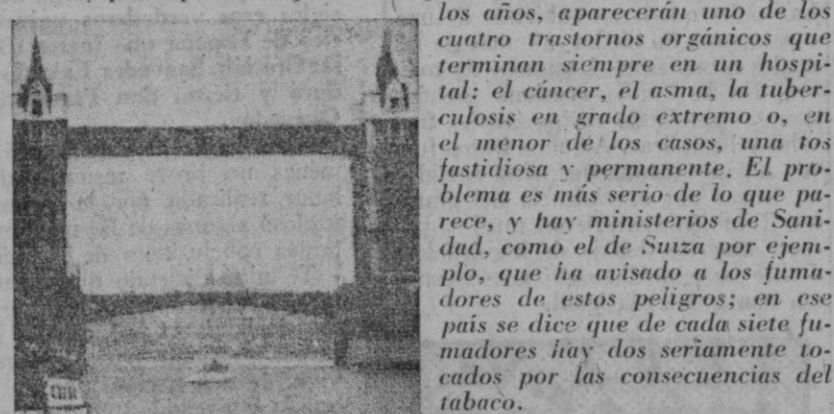 los años, aparecerán uno de los
cuatro trastornos orgánicos que
terminan siempre en un hospi-
tal: el cáncer, el asma, la tuber-
culosis en grado extremo o, en
el menor de los casos, una tos
fastidiosa y permanente. El pro-
blema es más serio de lo que pa-
rece, y hay ministerios de Sani-
dad, como el de Suiza por ejem-
plo, que ha avisado a los fuma-
dores de estos peligros; en ese
país se dice que de cada siete fu-
madores hay dos seriamente to-
cados por las consecuencias del
tabaco.